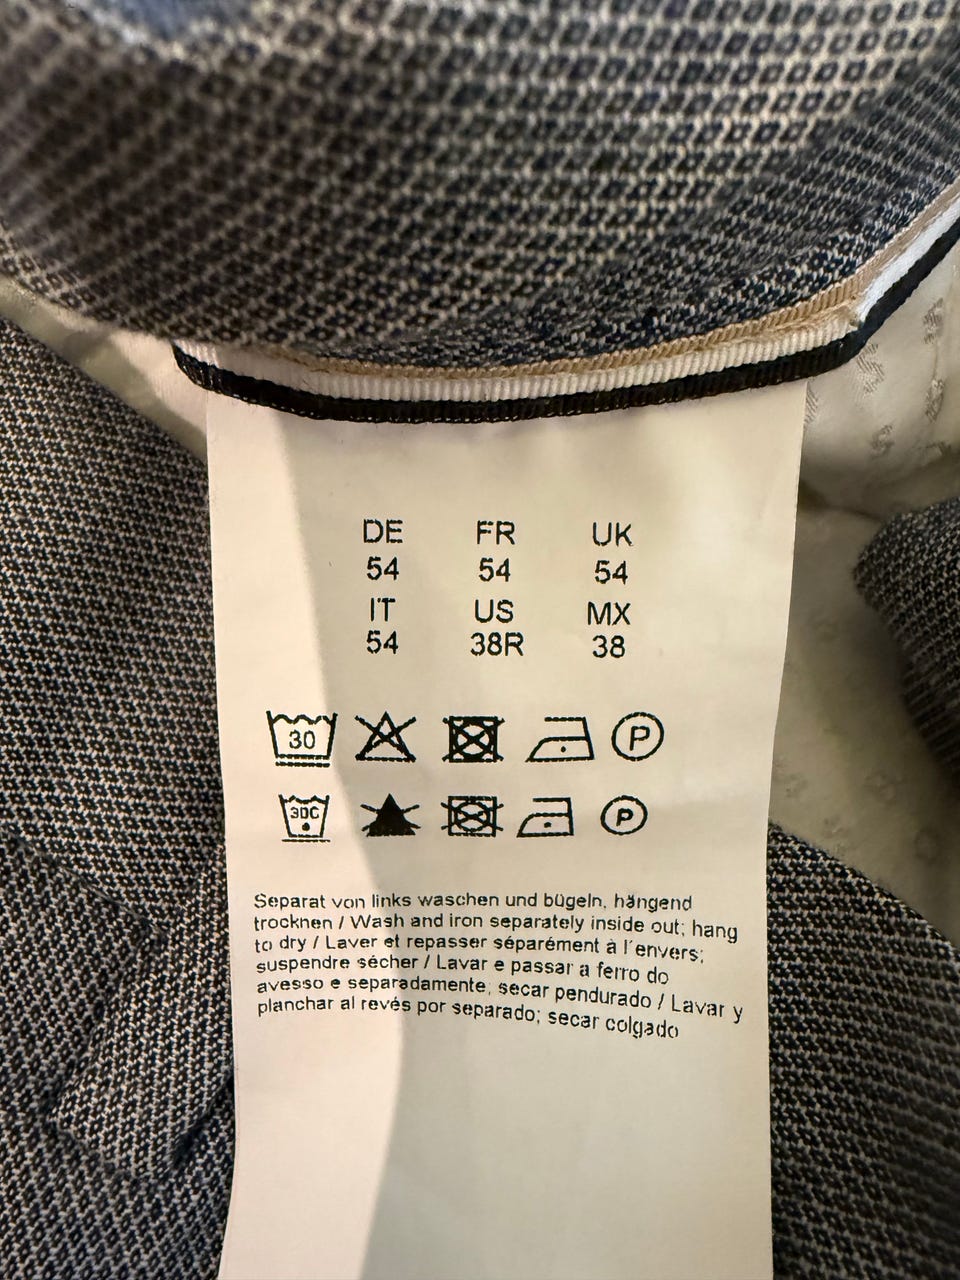 DE FR UK
54 54 54
IT US MX
54 38R 38
30 P
30C P
Separat von links waschen und bügeln, hängend
trocknen / Wash and iron separately inside out; hang
to dry / Laver et repasser séparément à l'envers;
suspendre sécher / Lavar e passar a ferro do
avesso e separadamente; secar pendurado / Lavar y
planchar al revés por separado; secar colgado